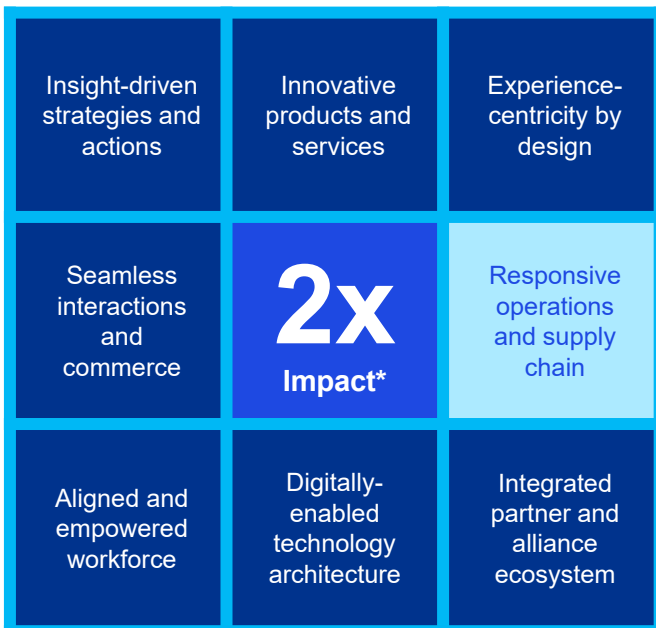 Insight-driven
strategies and
actions
Innovative
products and
services
Experience-
centricity by
design
Seamless
interactions
and
commerce
2x
Impact*
Responsive
operations
and supply
chain
Aligned and
empowered
workforce
Digitally-
enabled
technology
architecture
Integrated
partner and
alliance
ecosystem